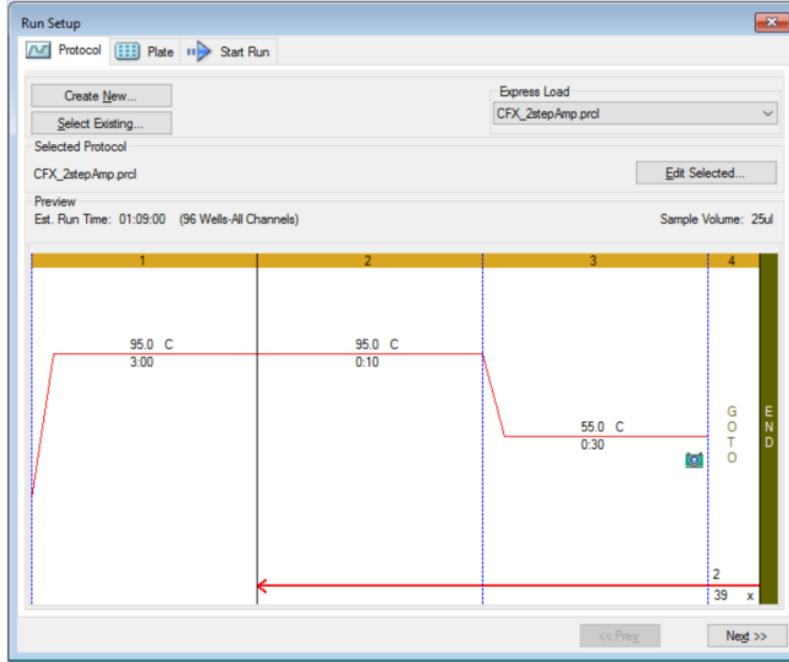 Run Setup
Protocol Plate Start Run
Create New...
Select Existing...
Express Load
CFX_2stepAmp.prcl
Selected Protocol
CFX_2stepAmp.prcl
Edit Selected...
Preview
Est. Run Time: 01:09:00 (96 Wells-All Channels) Sample Volume: 25ul
1 2 3 4
95.0 C
3:00
95.0 C
0:10
55.0 C
0:30
GOTO
END
2
39 x
<< Prev Next >>